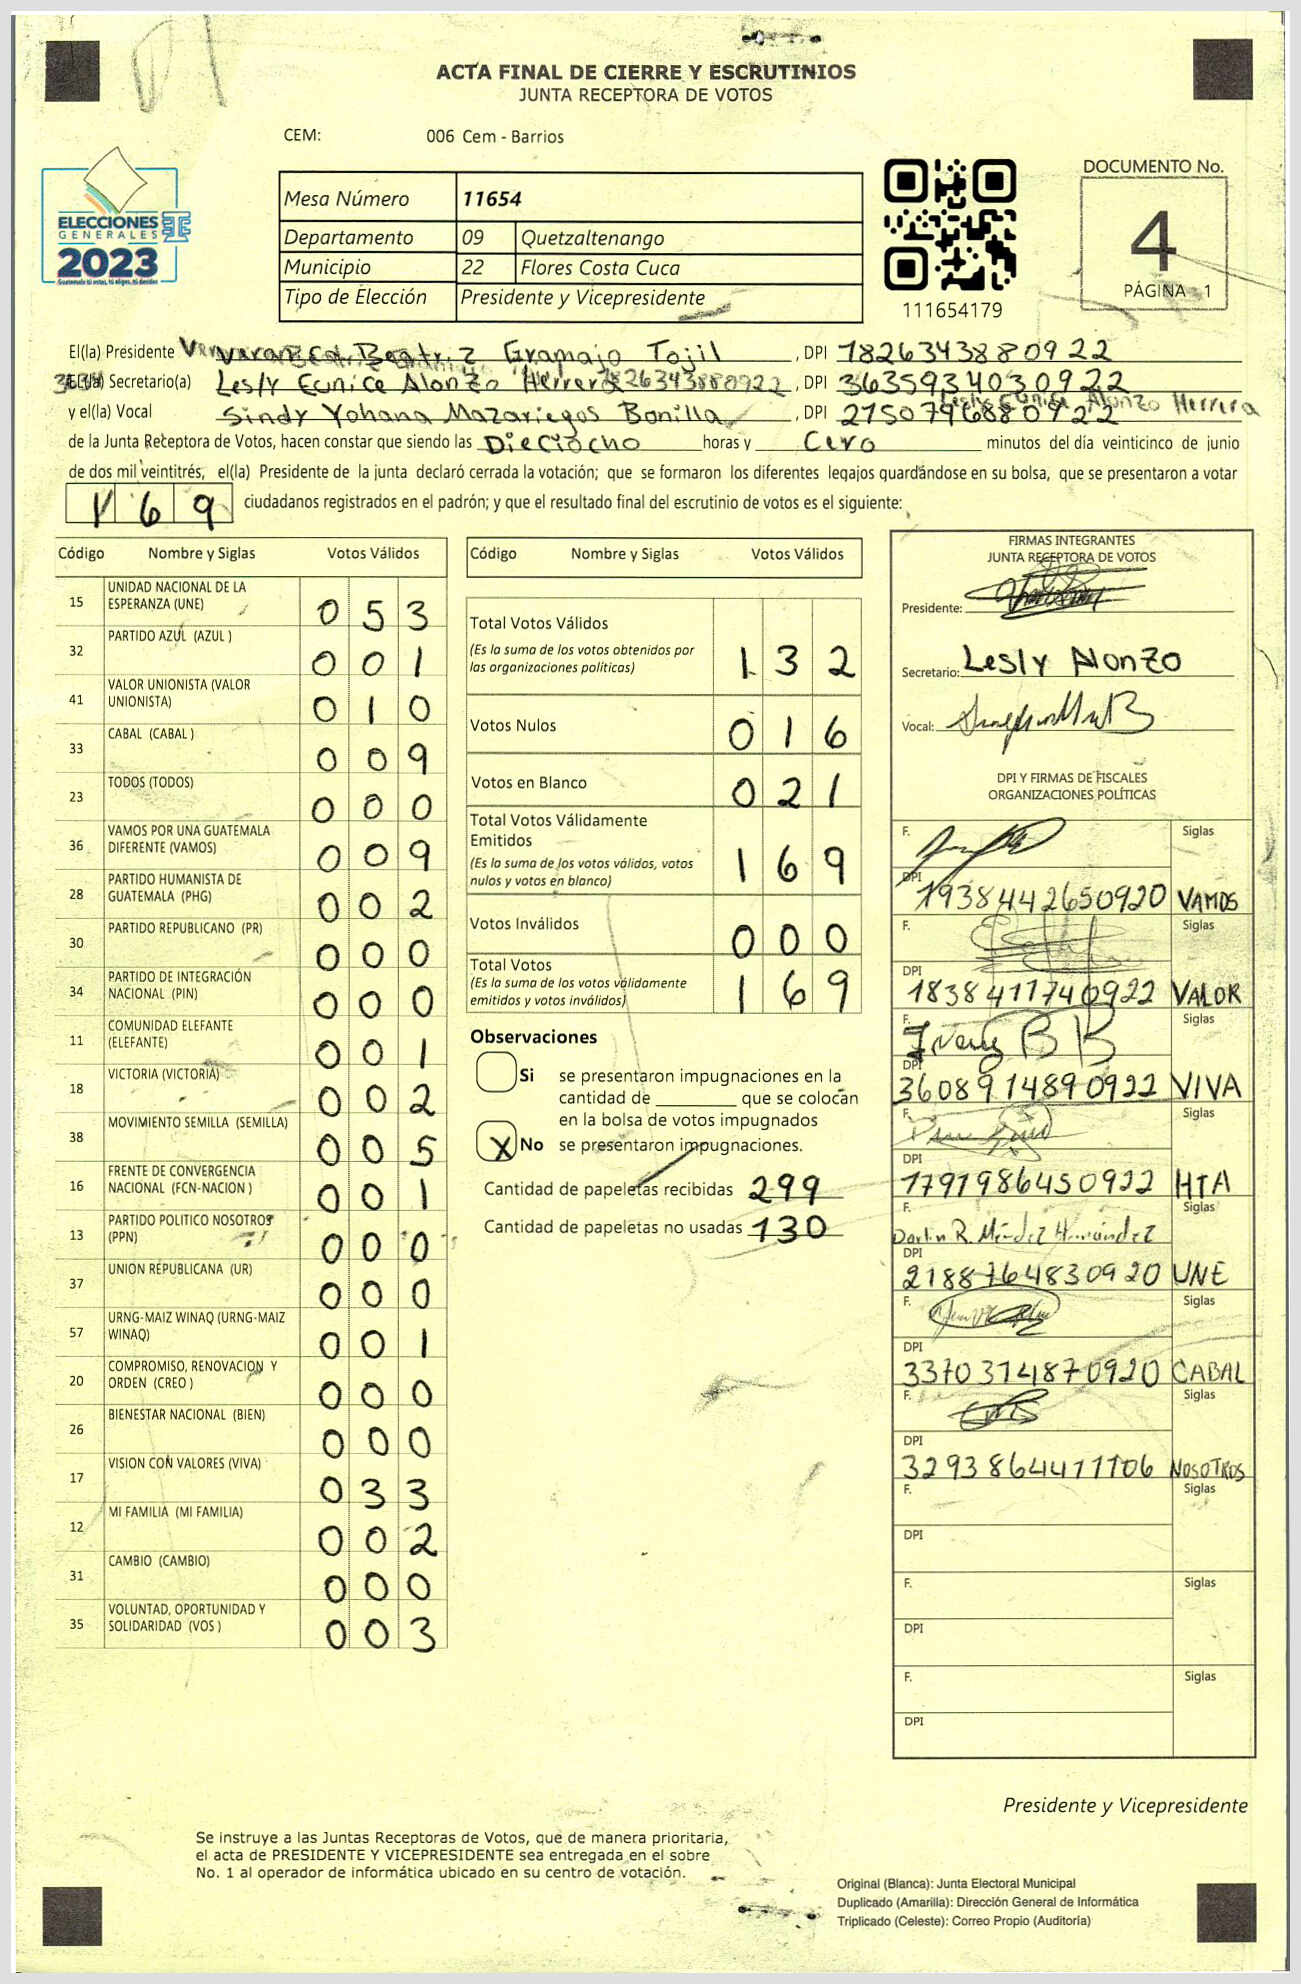 ACTA FINAL DE CIERRE Y ESCRUTINIOS
JUNTA RECEPTORA DE VOTOS
CEM: 006 Cem - Barrios
ELECCIONES
GENERALES
2023
Mesa Número 11654
Departamento 09 Quetzaltenango
Municipio 22 Flores Costa Cuca
Tipo de Elección Presidente y Vicepresidente
111654179
DOCUMENTO No.
4
PÁGINA 1
El(la) Presidente Beatriz Gramajo Tojil, DPI 1826343880922
El(la) Secretario(a) Lesly Eunice Alonzo Herrera 1826343880922, DPI 3635934030922
y el(la) Vocal Sindy Yohana Mazariegos Bonilla, DPI 2150796880922 Lesly Eunice Alonzo Herrera
de la Junta Receptora de Votos, hacen constar que siendo las Dieciocho horas y Cero minutos del día veinticinco de junio
de dos mil veintitrés, el(la) Presidente de la junta declaró cerrada la votación; que se formaron los diferentes legajos guardándose en su bolsa, que se presentaron a votar
169 ciudadanos registrados en el padrón; y que el resultado final del escrutinio de votos es el siguiente:
Código Nombre y Siglas Votos Válidos
15 UNIDAD NACIONAL DE LA ESPERANZA (UNE) 053
32 PARTIDO AZUL (AZUL ) 001
41 VALOR UNIONISTA (VALOR UNIONISTA) 010
33 CABAL (CABAL ) 009
23 TODOS (TODOS) 000
36 VAMOS POR UNA GUATEMALA DIFERENTE (VAMOS) 009
28 PARTIDO HUMANISTA DE GUATEMALA (PHG) 002
30 PARTIDO REPUBLICANO (PR) 000
34 PARTIDO DE INTEGRACIÓN NACIONAL (PIN) 000
11 COMUNIDAD ELEFANTE (ELEFANTE) 001
18 VICTORIA (VICTORIA) 002
38 MOVIMIENTO SEMILLA (SEMILLA) 005
16 FRENTE DE CONVERGENCIA NACIONAL (FCN-NACION ) 001
13 PARTIDO POLITICO NOSOTROS (PPN) 000
37 UNION REPUBLICANA (UR) 000
57 URNG-MAIZ WINAQ (URNG-MAIZ WINAQ) 001
20 COMPROMISO, RENOVACION Y ORDEN (CREO ) 000
26 BIENESTAR NACIONAL (BIEN) 000
17 VISION CON VALORES (VIVA) 033
12 MI FAMILIA (MI FAMILIA) 002
31 CAMBIO (CAMBIO) 000
35 VOLUNTAD, OPORTUNIDAD Y SOLIDARIDAD (VOS ) 003
Código Nombre y Siglas Votos Válidos
Total Votos Válidos
(Es la suma de los votos obtenidos por
las organizaciones políticas) 132
Votos Nulos 016
Votos en Blanco 021
Total Votos Válidamente
Emitidos
(Es la suma de los votos válidos, votos
nulos y votos en blanco) 169
Votos Inválidos 000
Total Votos
(Es la suma de los votos válidamente
emitidos y votos inválidos) 169
Observaciones
Si se presentaron impugnaciones en la
cantidad de que se colocan
en la bolsa de votos impugnados
X No se presentaron impugnaciones.
Cantidad de papeletas recibidas 299
Cantidad de papeletas no usadas 130
FIRMAS INTEGRANTES
JUNTA RECEPTORA DE VOTOS
Presidente:
Secretario: Lesly Alonzo
Vocal:
DPI Y FIRMAS DE FISCALES
ORGANIZACIONES POLÍTICAS
F. Siglas
DPI 1938442650920 VAMOS
F. Siglas
DPI 1838411740922 VALOR
F. Siglas
DPI 3608914890922 VIVA
F. Siglas
DPI 1791986450922 HTA
F. Darlin R. Méndez Hernández Siglas
DPI 2188764830920 UNE
F. Siglas
DPI 3370314870920 CABAL
F. Siglas
DPI 3293864411106 NOSOTROS
F. Siglas
DPI
F. Siglas
DPI
F. Siglas
DPI
Presidente y Vicepresidente
Se instruye a las Juntas Receptoras de Votos, que de manera prioritaria,
el acta de PRESIDENTE Y VICEPRESIDENTE sea entregada en el sobre
No. 1 al operador de informática ubicado en su centro de votación.
Original (Blanca): Junta Electoral Municipal
Duplicado (Amarilla): Dirección General de Informática
Triplicado (Celeste): Correo Propio (Auditoría)